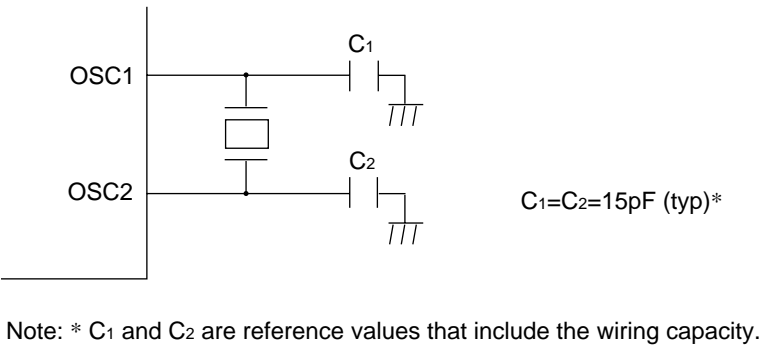 C1
OSC1
C2
OSC2
C1=C2=15pF (typ)*
Note: * C1 and C2 are reference values that include the wiring capacity.